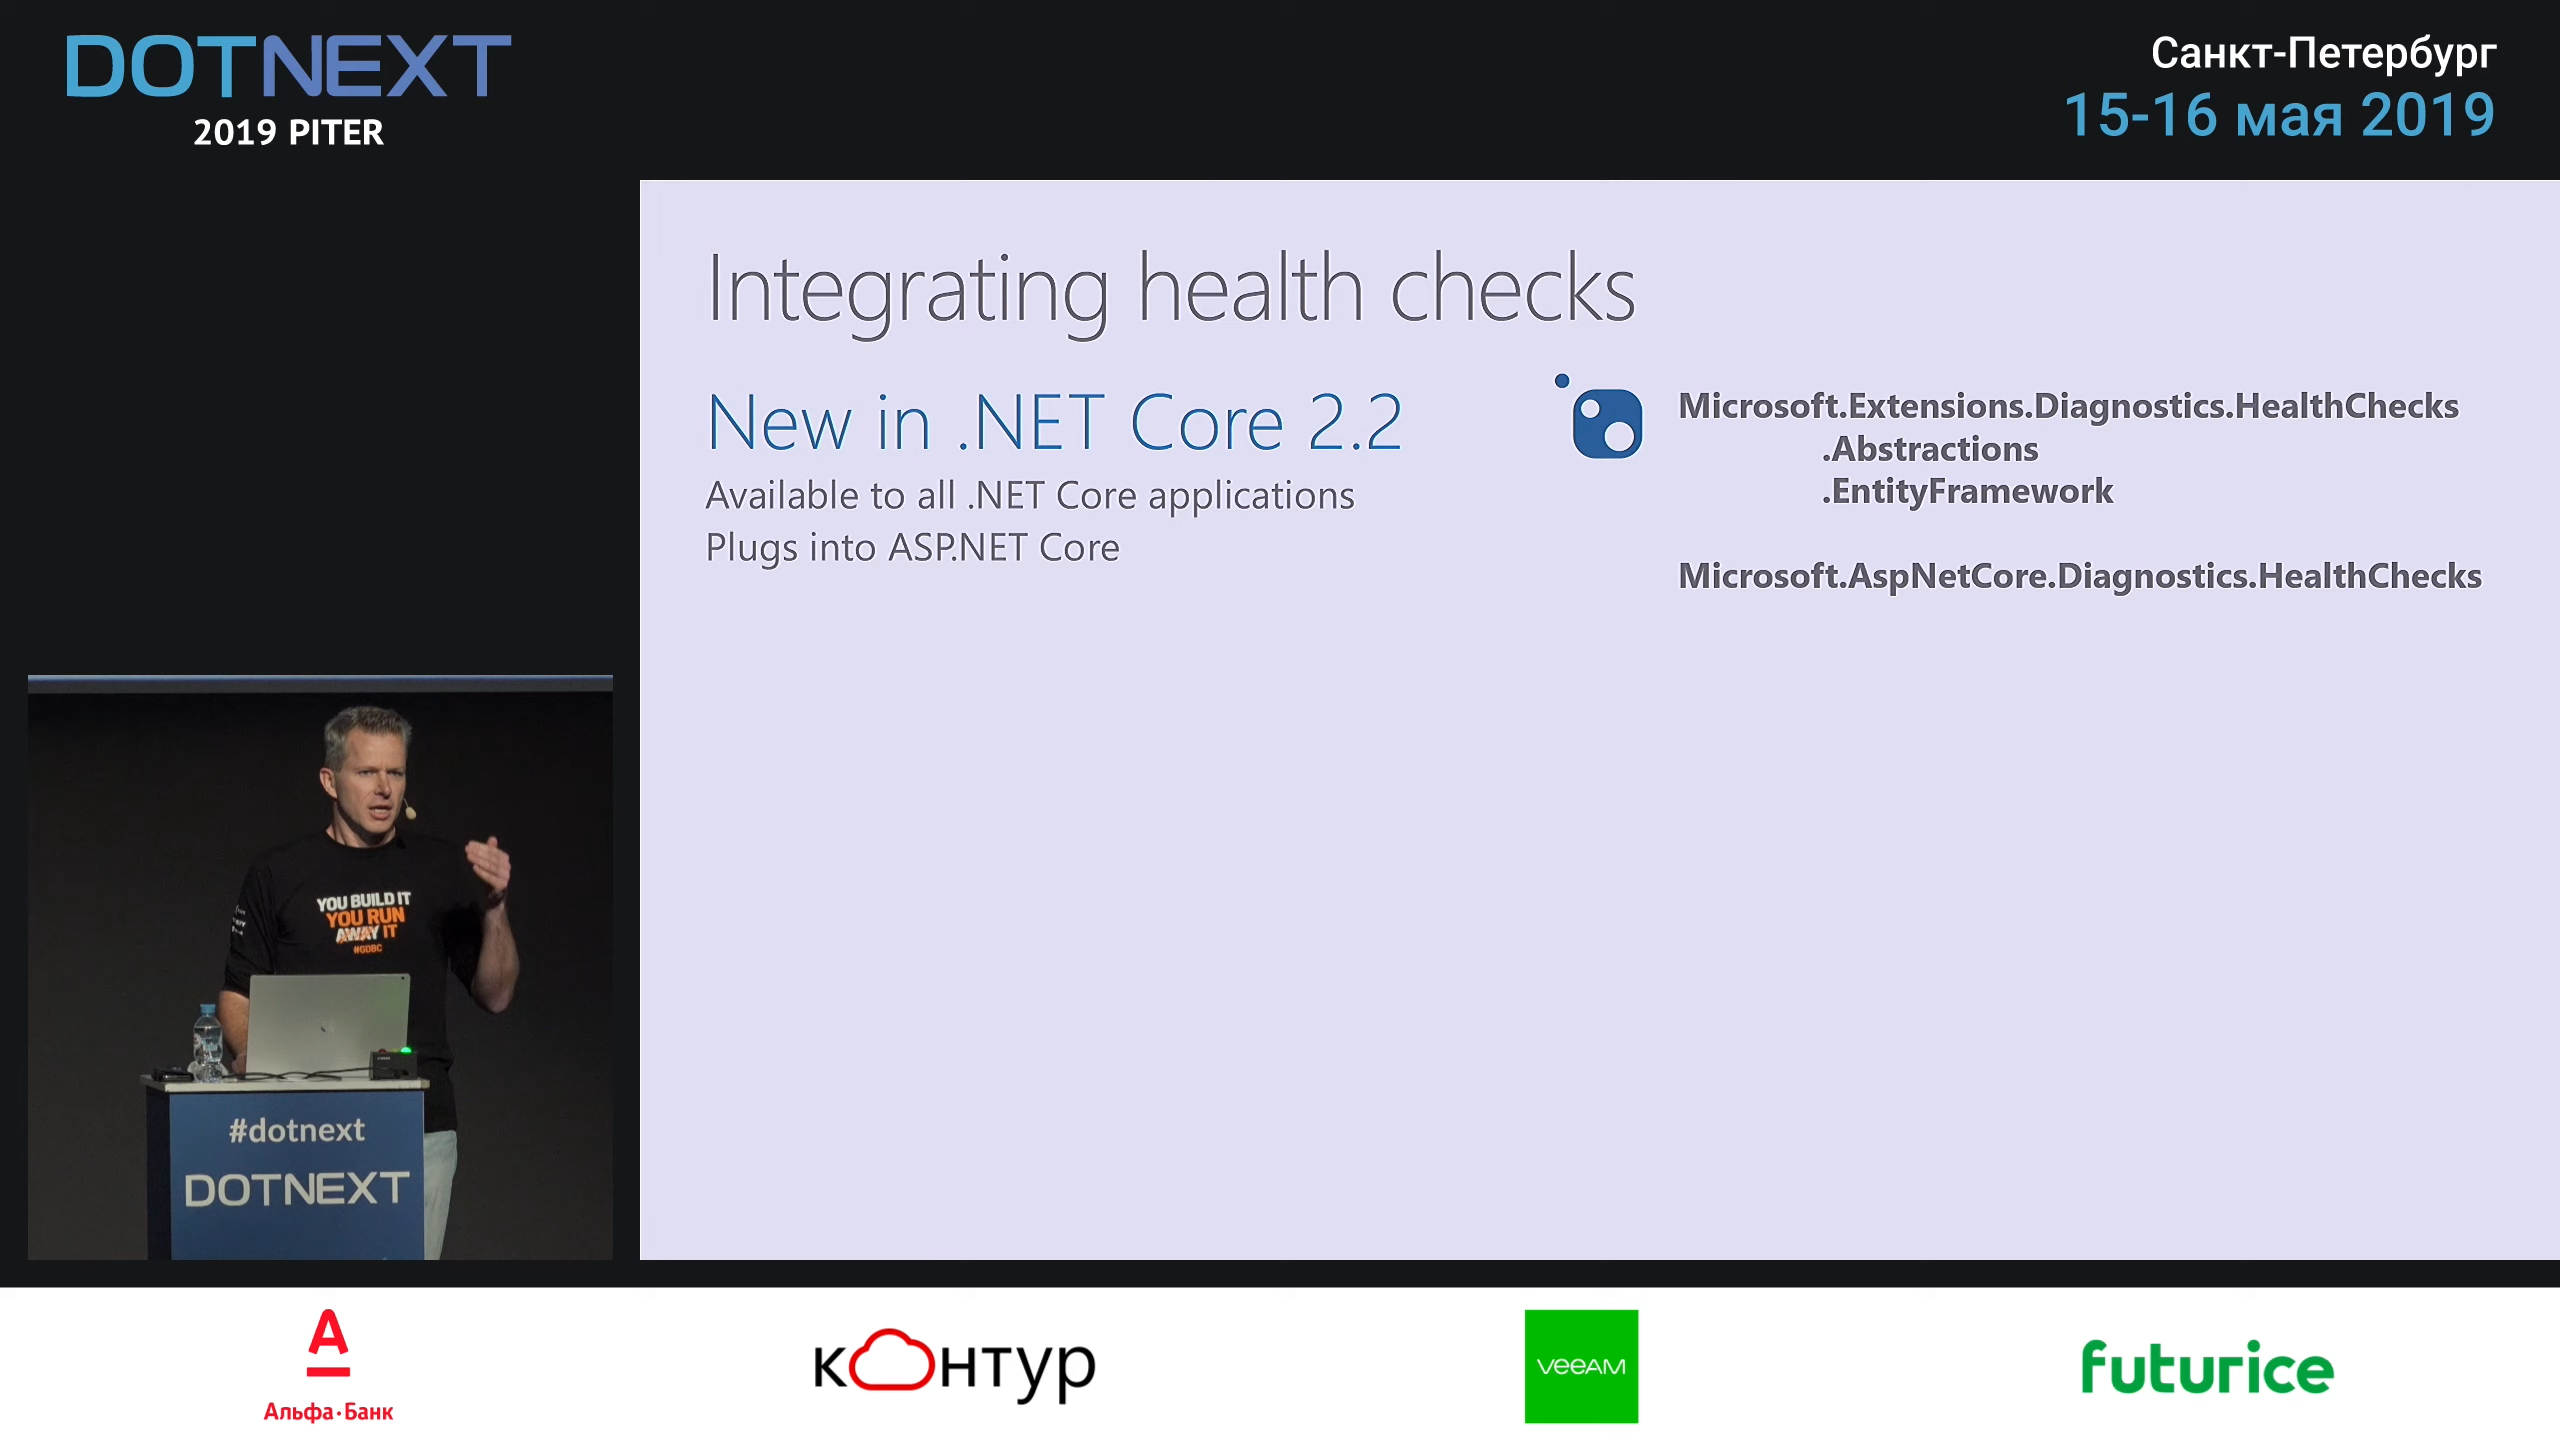 DOTNEXT
2019 PITER
Санкт-Петербург
15-16 мая 2019
Integrating health checks
New in .NET Core 2.2
Available to all .NET Core applications
Plugs into ASP.NET Core
Microsoft.Extensions.Diagnostics.HealthChecks
.Abstractions
.EntityFramework
Microsoft.AspNetCore.Diagnostics.HealthChecks
YOU BUILD IT
YOU RUN
AWAY IT
#GDBC
#dotnext
DOTNEXT
Альфа·Банк
контур
veeAM
futurice